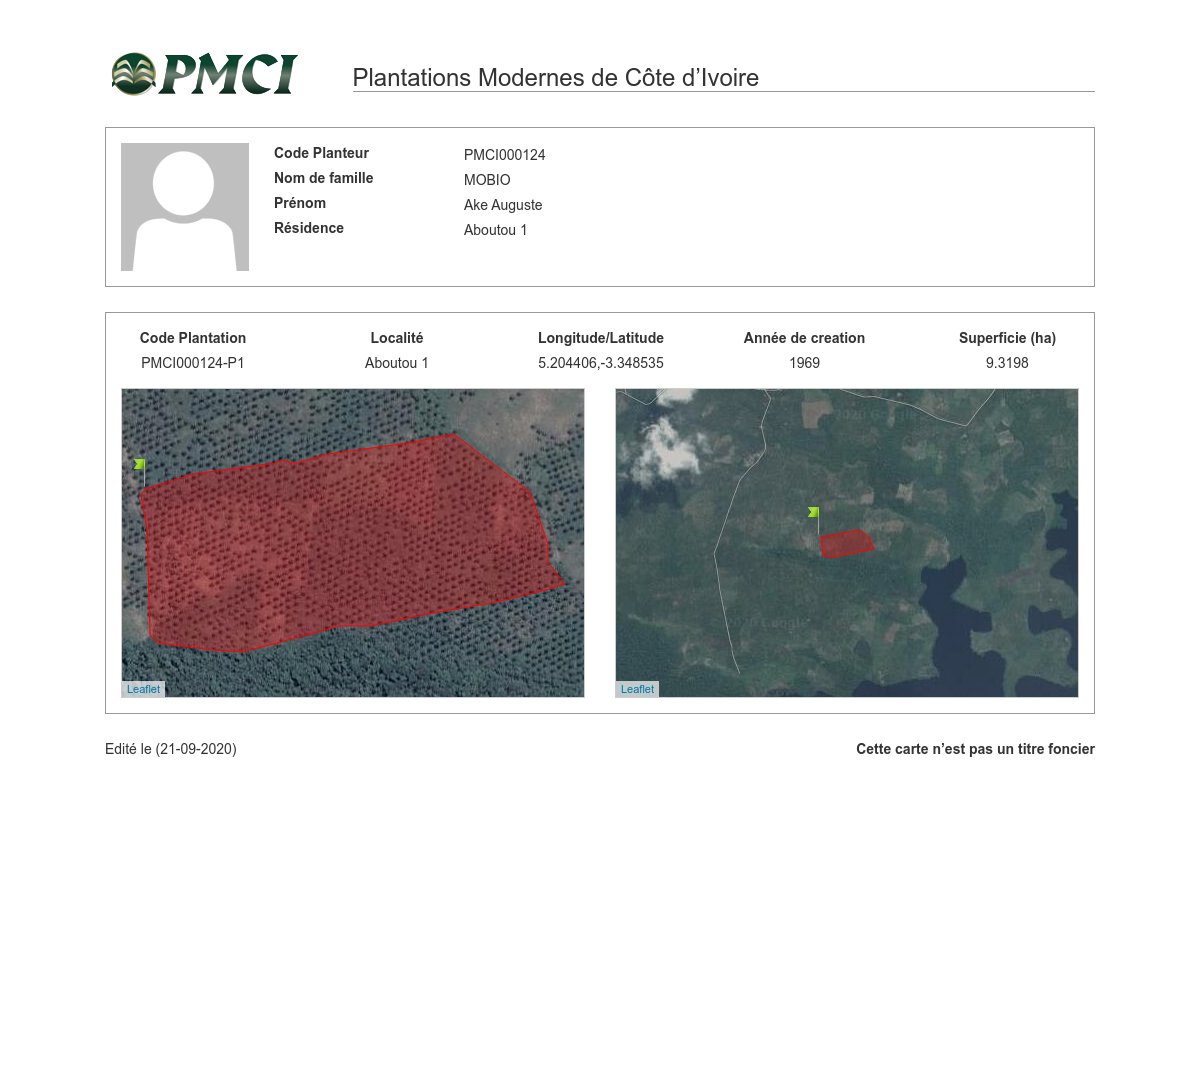 PMCI
Plantations Modernes de Côte d’Ivoire
Code Planteur PMCI000124
Nom de famille MOBIO
Prénom Ake Auguste
Résidence Aboutou 1
Code Plantation Localité Longitude/Latitude Année de creation Superficie (ha)
PMCI000124-P1 Aboutou 1 5.204406,-3.348535 1969 9.3198
2020 Google
2020 Google
Leaflet
Leaflet
Edité le (21-09-2020) Cette carte n’est pas un titre foncier